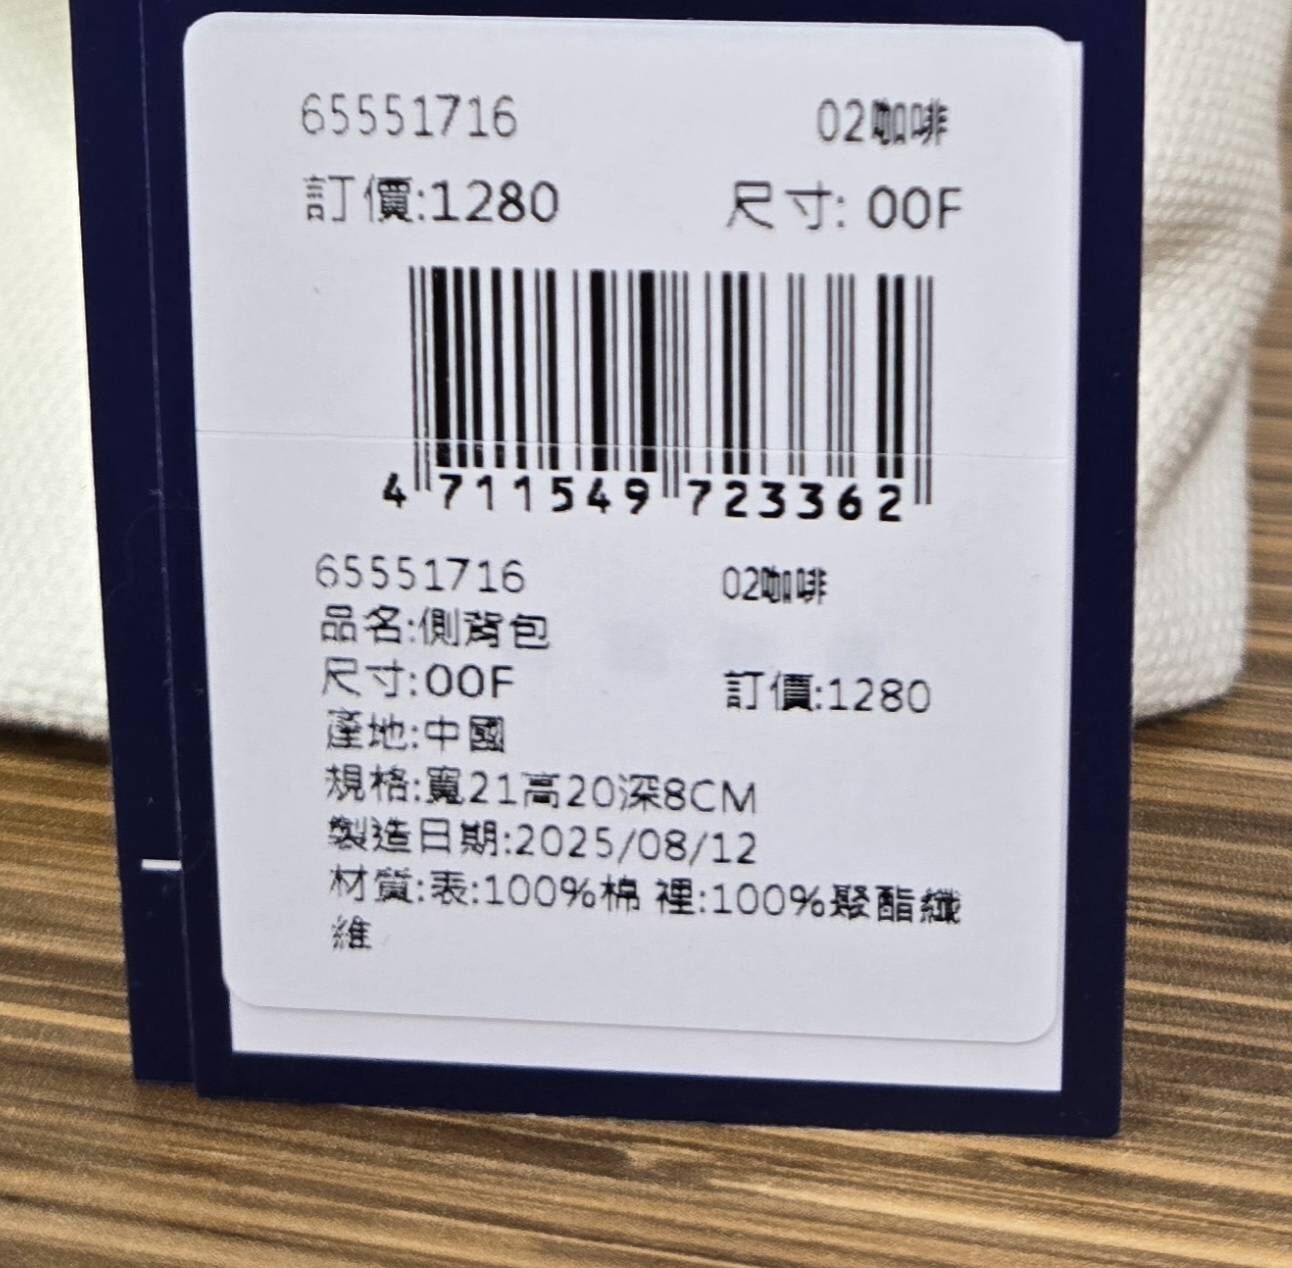 65551716 02咖啡
訂價:1280 尺寸: 00F
4 711549 723362
65551716 02咖啡
品名:側背包
尺寸:00F 訂價:1280
產地:中國
規格:寬21高20深8CM
製造日期:2025/08/12
材質:表:100%棉 裡:100%聚酯纖
維